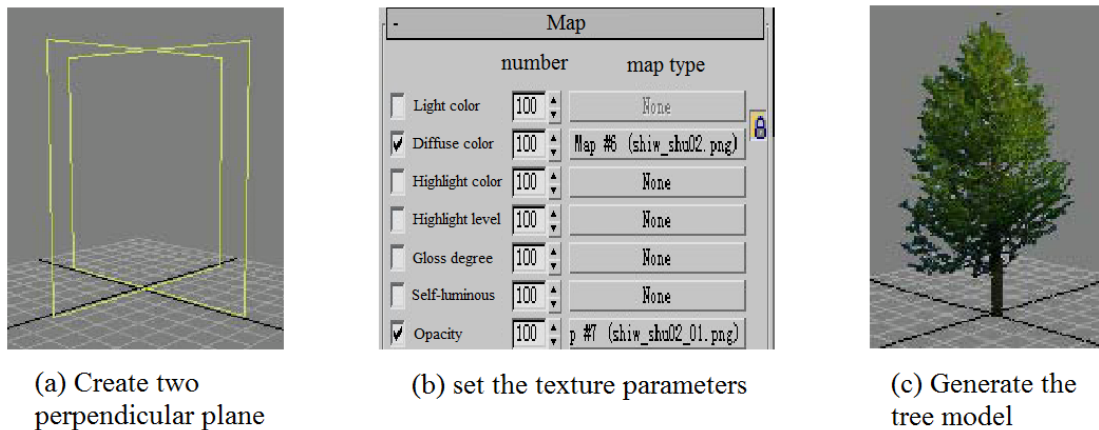 - Map
number map type
Light color 100 None
Diffuse color 100 Map #6 (shiw_shu02.png)
Highlight color 100 None
Highlight level 100 None
Gloss degree 100 None
Self-luminous 100 None
Opacity 100 p #7 (shiw_shu02_01.png)
(a) Create two
perpendicular plane
(b) set the texture parameters
(c) Generate the
tree model